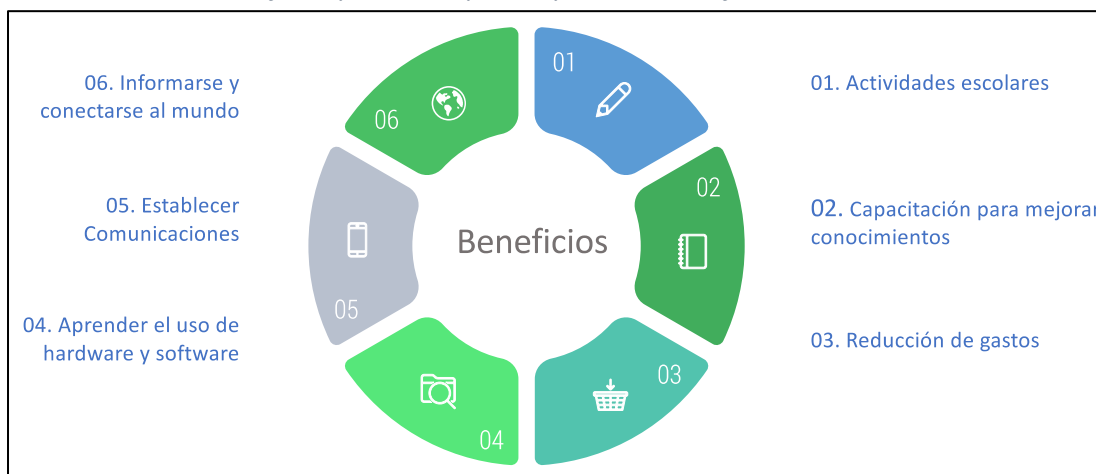 01. Actividades escolares
02. Capacitación para mejorar
conocimientos
03. Reducción de gastos
04. Aprender el uso de
hardware y software
05. Establecer
Comunicaciones
06. Informarse y
conectarse al mundo
Beneficios
01
02
03
04
05
06